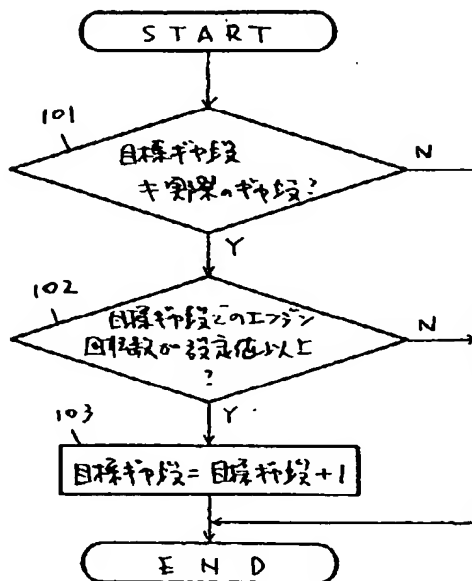 START
101
目標ギヤ段
≠実際のギヤ段?
N
Y
102
目標ギヤ段でのエンジン
回転数が設定値以上
?
N
Y
103
目標ギヤ段=目標ギヤ段+1
END